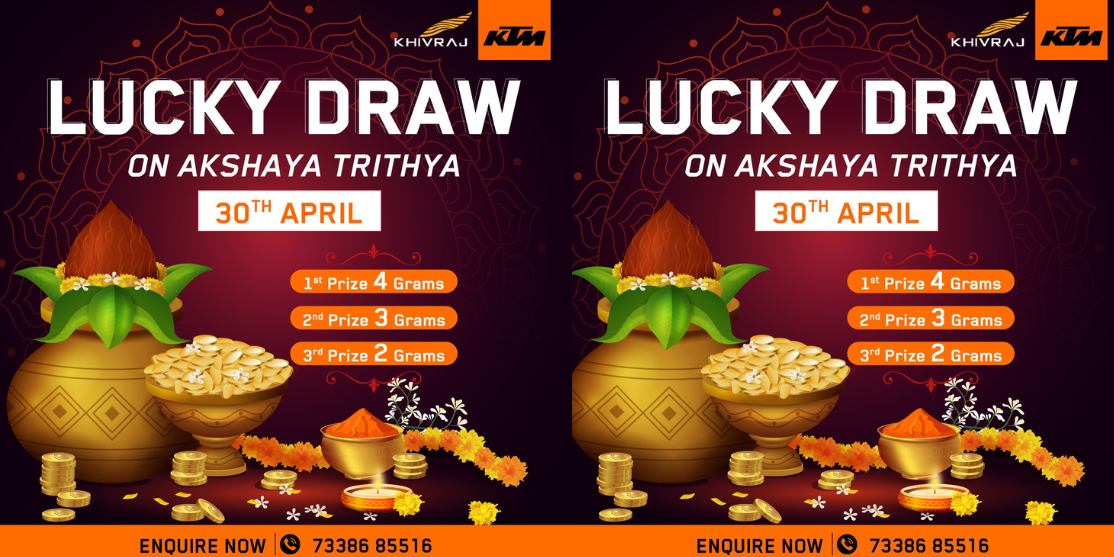 KHIVRAJ KTM
LUCKY DRAW
ON AKSHAYA TRITHYA
30TH APRIL
1st Prize 4 Grams
2nd Prize 3 Grams
3rd Prize 2 Grams
ENQUIRE NOW 73386 85516
KHIVRAJ KTM
LUCKY DRAW
ON AKSHAYA TRITHYA
30TH APRIL
1st Prize 4 Grams
2nd Prize 3 Grams
3rd Prize 2 Grams
ENQUIRE NOW 73386 85516